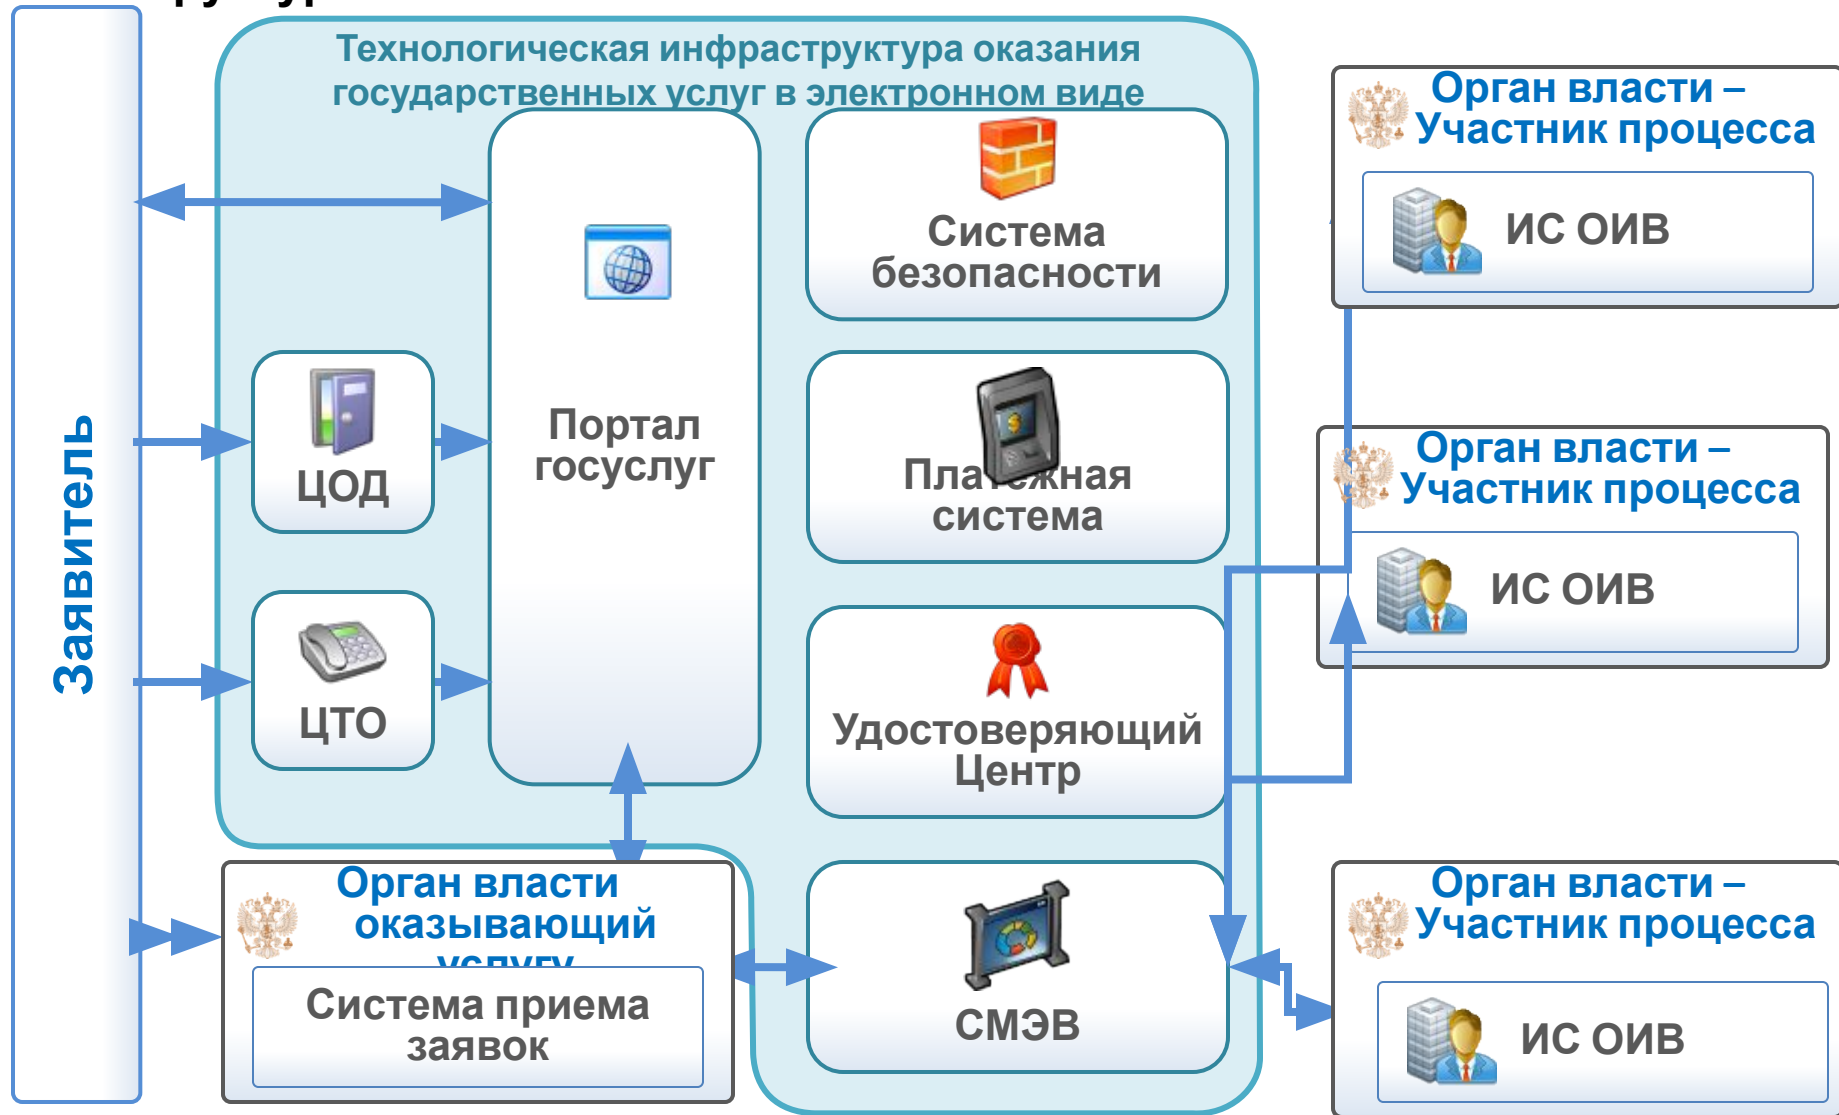 Технологическая инфраструктура оказания
государственных услуг в электронном виде
Заявитель
Портал
госуслуг
ЦОД
ЦТО
Система
безопасности
Платежная
система
Удостоверяющий
Центр
СМЭВ
Орган власти
оказывающий
услугу
Система приема
заявок
Орган власти –
Участник процесса
ИС ОИВ
Орган власти –
Участник процесса
ИС ОИВ
Орган власти –
Участник процесса
ИС ОИВ